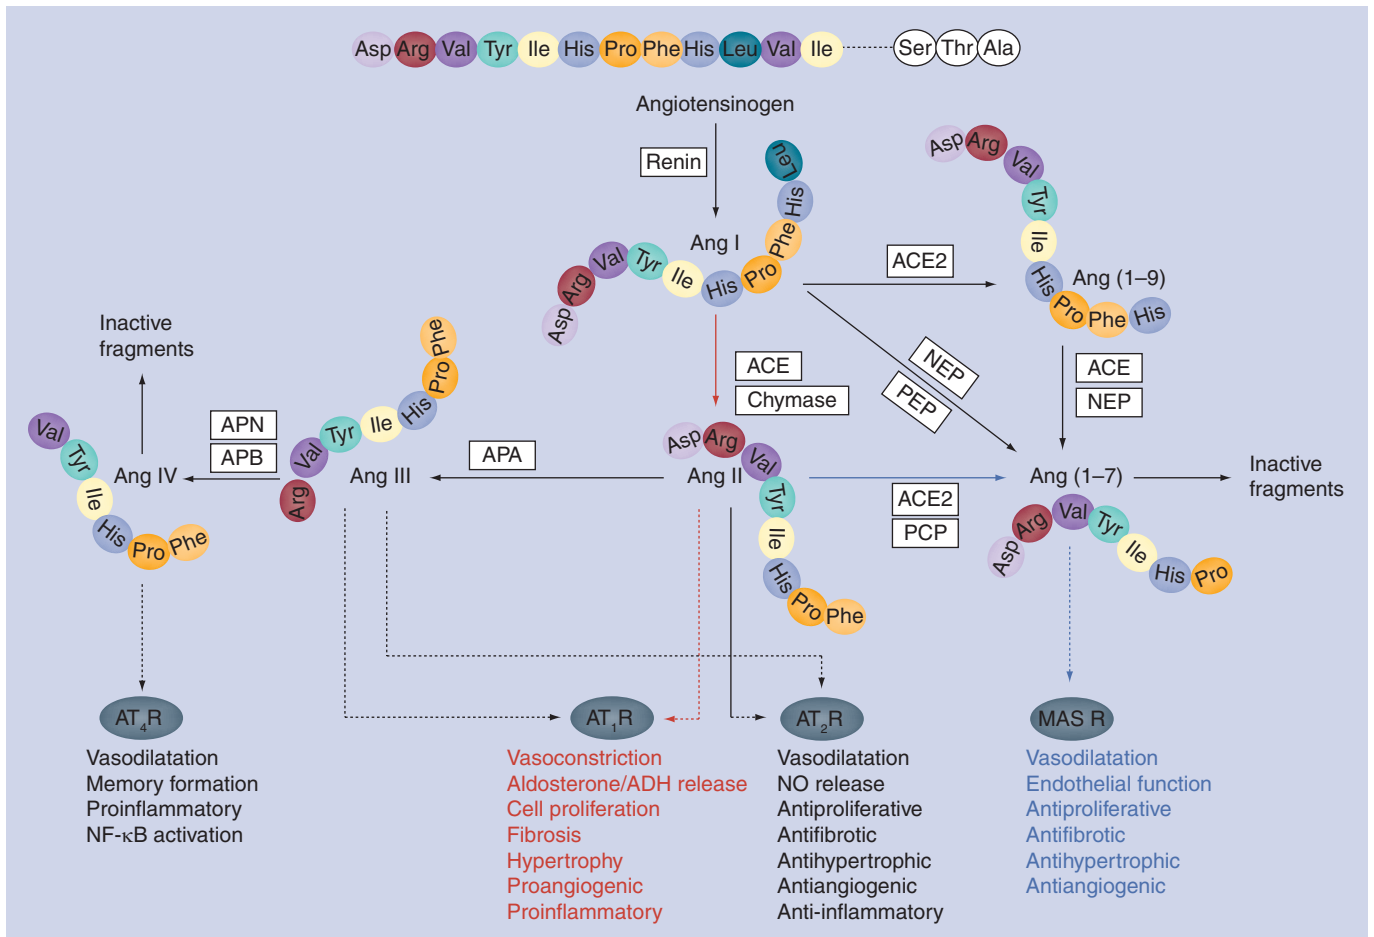 Asp Arg Val Tyr Ile His Pro Phe His Leu Val Ile Ser Thr Ala
Angiotensinogen
Renin
Ang I
Asp Arg Val Tyr Ile His Pro Phe His Leu
ACE2
Asp Arg Val Tyr Ile His Pro Phe His
Ang (1–9)
NEP
PEP
ACE
NEP
ACE
Chymase
Inactive
fragments
APN
APB
Val Tyr Ile His Pro Phe
Ang IV
Arg Val Tyr Ile His Pro Phe
Ang III
APA
Asp Arg Val Tyr Ile His Pro Phe
Ang II
ACE2
PCP
Ang (1–7)
Asp Arg Val Tyr Ile His Pro
Inactive
fragments
AT4R
Vasodilatation
Memory formation
Proinflammatory
NF-κB activation
AT1R
Vasoconstriction
Aldosterone/ADH release
Cell proliferation
Fibrosis
Hypertrophy
Proangiogenic
Proinflammatory
AT2R
Vasodilatation
NO release
Antiproliferative
Antifibrotic
Antihypertrophic
Antiangiogenic
Anti-inflammatory
MAS R
Vasodilatation
Endothelial function
Antiproliferative
Antifibrotic
Antihypertrophic
Antiangiogenic